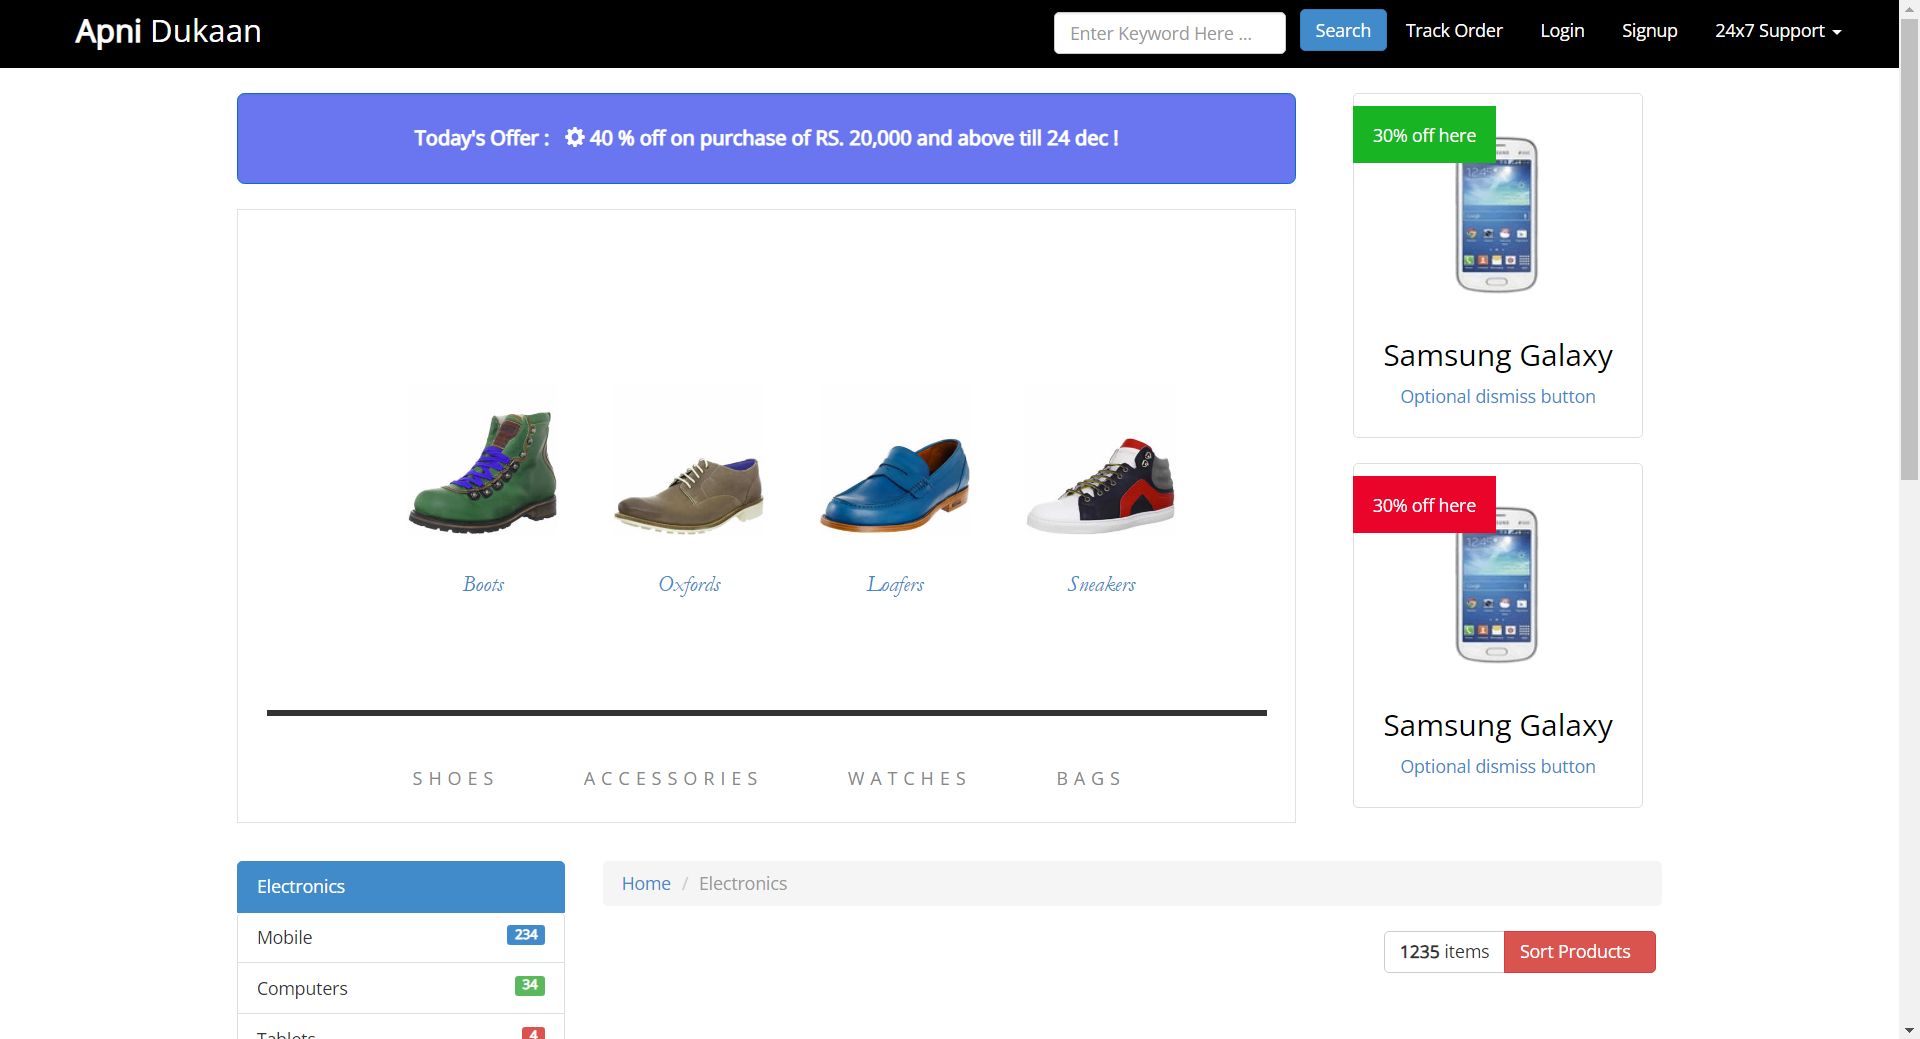 Apni Dukaan
Enter Keyword Here ...
Search
Track Order
Login
Signup
24x7 Support
Today's Offer : 40 % off on purchase of RS. 20,000 and above till 24 dec !
30% off here
Samsung Galaxy
Optional dismiss button
30% off here
Samsung Galaxy
Optional dismiss button
Boots
Oxfords
Loafers
Sneakers
SHOES
ACCESSORIES
WATCHES
BAGS
Electronics
Mobile 234
Computers 34
Tablets 4
Home / Electronics
1235 items
Sort Products